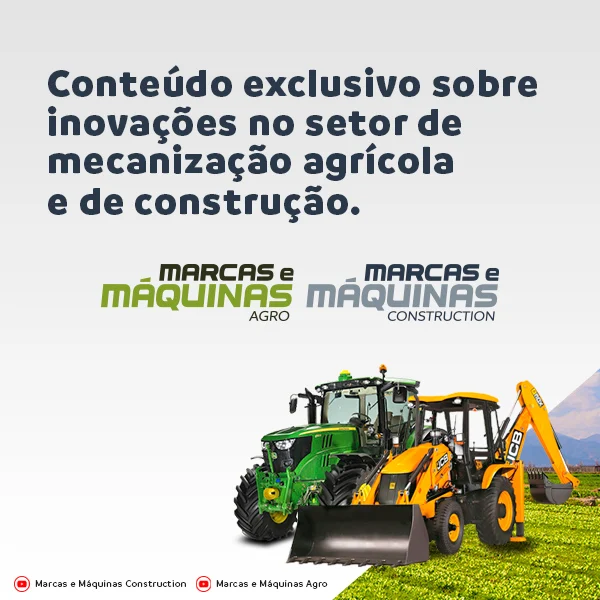 Conteúdo exclusivo sobre
inovações no setor de
mecanização agrícola
e de construção.
MARCAS e
MÁQUINAS
AGRO
MARCAS e
MÁQUINAS
CONSTRUCTION
JCB
JCB
JCB
Marcas e Máquinas Construction
Marcas e Máquinas Agro